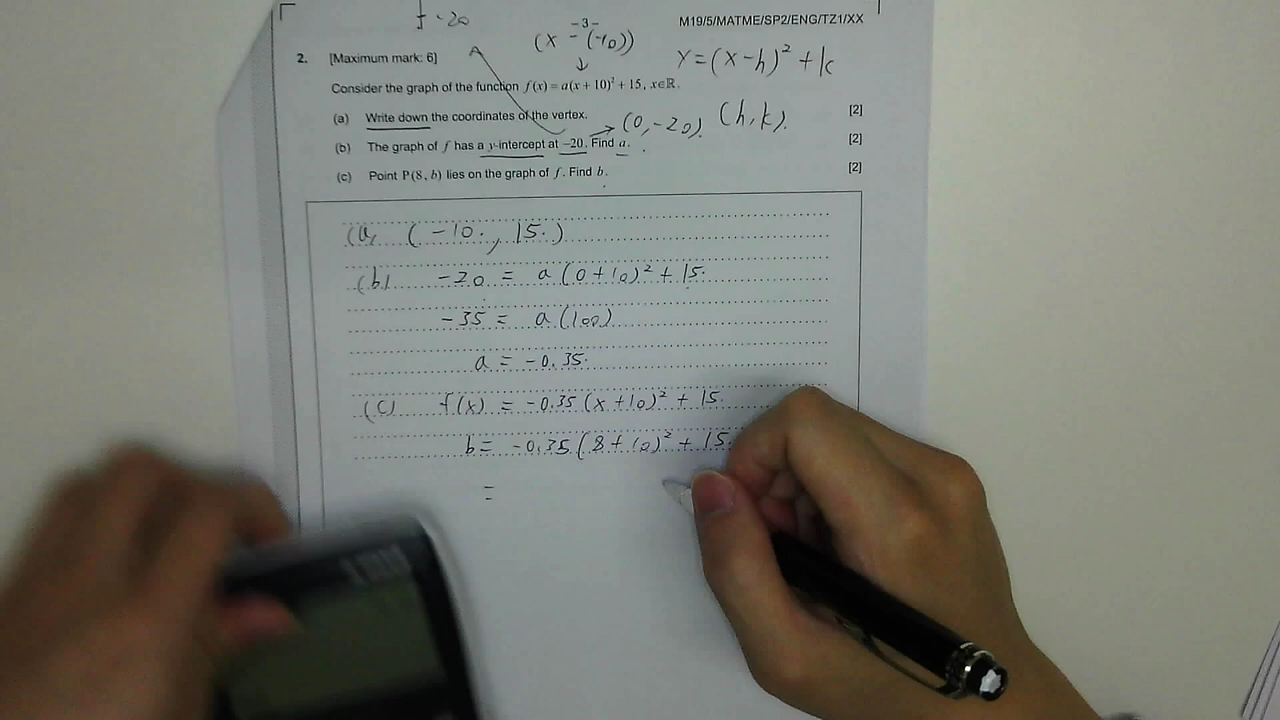 – 3 –
M19/5/MATME/SP2/ENG/TZ1/XX
(x - (-10))
y = (x - h)² + k
2. [Maximum mark: 6]
Consider the graph of the function f(x) = a(x + 10)² + 15, x∈ℝ.
(a) Write down the coordinates of the vertex. [2]
(h, k).
→ (0, -20).
(b) The graph of f has a y-intercept at −20. Find a. [2]
(c) Point P(8, b) lies on the graph of f. Find b. [2]
(a) (-10, 15)
(b) -20 = a(0+10)² + 15.
-35 = a(100)
a = -0.35.
(c) f(x) = -0.35(x+10)² + 15.
b = -0.35(8+10)² + 15
=